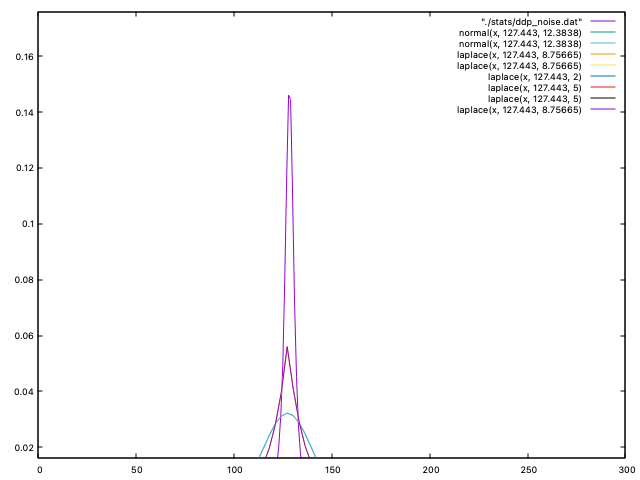 "./stats/ddp_noise.dat"
normal(x, 127.443, 12.3838)
normal(x, 127.443, 12.3838)
laplace(x, 127.443, 8.75665)
laplace(x, 127.443, 8.75665)
laplace(x, 127.443, 2)
laplace(x, 127.443, 5)
laplace(x, 127.443, 5)
laplace(x, 127.443, 8.75665)
0.16
0.14
0.12
0.1
0.08
0.06
0.04
0.02
0 50 100 150 200 250 300